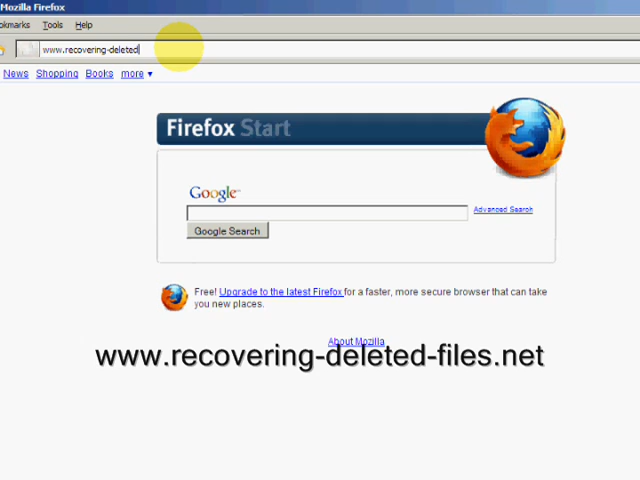 Mozilla Firefox
okmarks Tools Help
www.recovering-deleted
News Shopping Books more ▾
Firefox Start
Google™
Advanced Search
Google Search
Free! Upgrade to the latest Firefox for a faster, more secure browser that can take
you new places.
About Mozilla
www.recovering-deleted-files.net